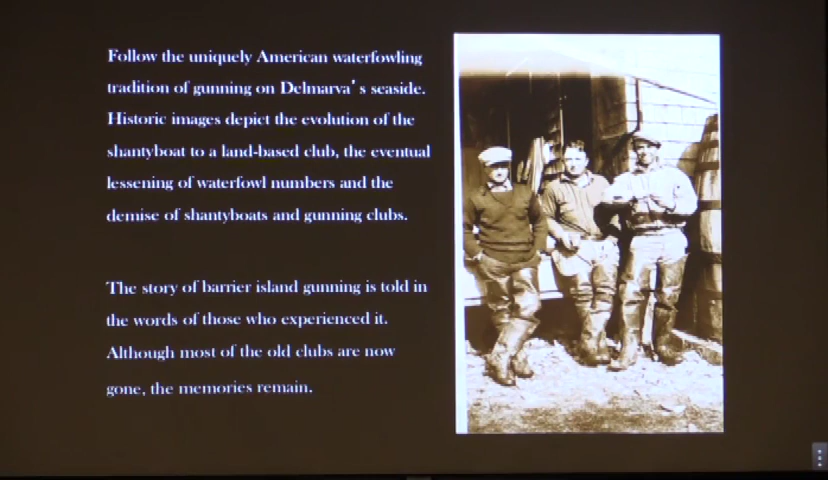 Follow the uniquely American waterfowling
tradition of gunning on Delmarva's seaside.
Historic images depict the evolution of the
shantyboat to a land-based club, the eventual
lessening of waterfowl numbers and the
demise of shantyboats and gunning clubs.
The story of barrier island gunning is told in
the words of those who experienced it.
Although most of the old clubs are now
gone, the memories remain.